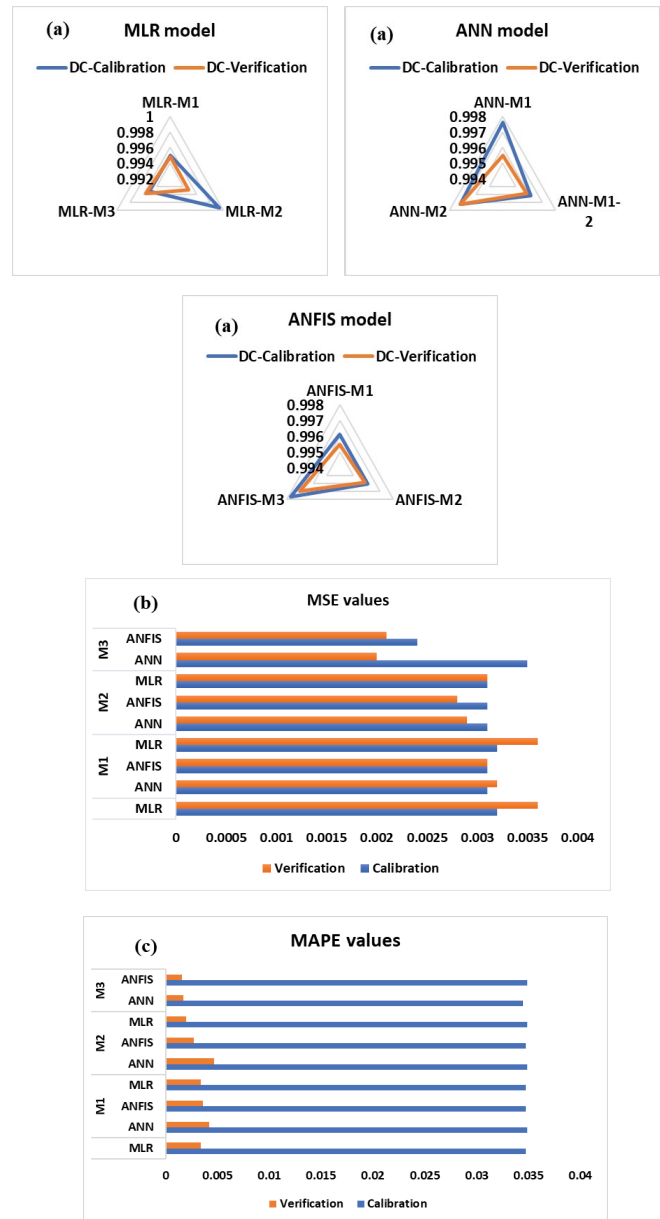 (a)
MLR model
DC-Calibration DC-Verification
MLR-M1
1
0.998
0.996
0.994
0.992
MLR-M3
MLR-M2
(a)
ANN model
DC-Calibration DC-Verification
ANN-M1
0.998
0.997
0.996
0.995
0.994
ANN-M2
ANN-M1-
2
(a)
ANFIS model
DC-Calibration DC-Verification
ANFIS-M1
0.998
0.997
0.996
0.995
0.994
ANFIS-M3
ANFIS-M2
(b)
MSE values
M3
ANFIS
ANN
M2
MLR
ANFIS
ANN
M1
MLR
ANFIS
ANN
MLR
0 0.0005 0.001 0.0015 0.002 0.0025 0.003 0.0035 0.004
Verification Calibration
(c)
MAPE values
M3
ANFIS
ANN
M2
MLR
ANFIS
ANN
M1
MLR
ANFIS
ANN
MLR
0 0.005 0.01 0.015 0.02 0.025 0.03 0.035 0.04
Verification Calibration